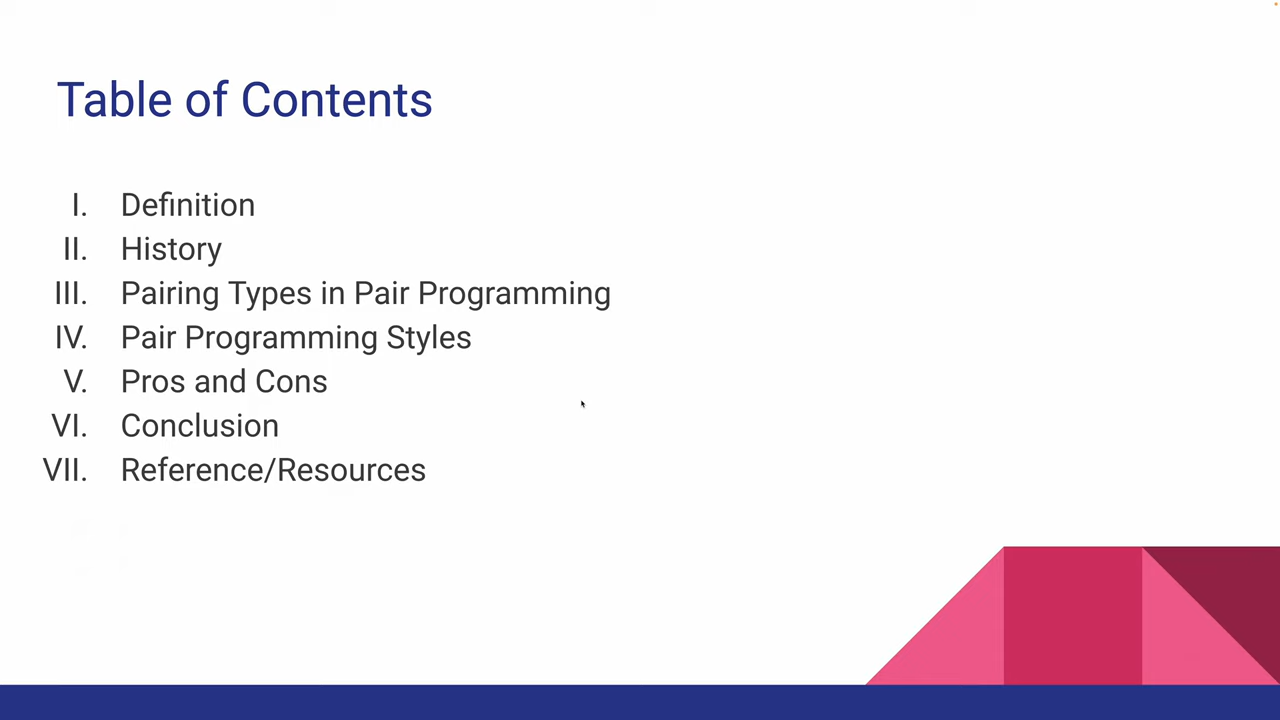 Table of Contents
I. Definition
II. History
III. Pairing Types in Pair Programming
IV. Pair Programming Styles
V. Pros and Cons
VI. Conclusion
VII. Reference/Resources